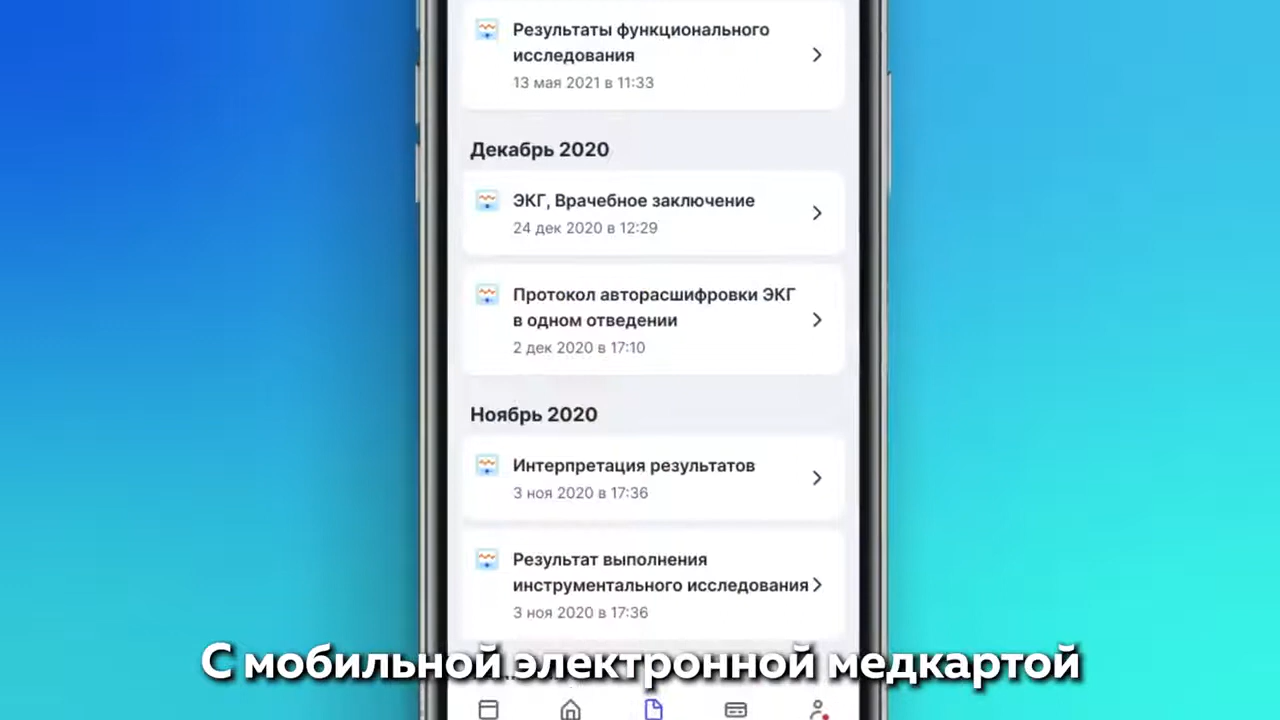 Результаты функционального
исследования
13 мая 2021 в 11:33
Декабрь 2020
ЭКГ, Врачебное заключение
24 дек 2020 в 12:29
Протокол авторасшифровки ЭКГ
в одном отведении
2 дек 2020 в 17:10
Ноябрь 2020
Интерпретация результатов
3 ноя 2020 в 17:36
Результат выполнения
инструментального исследования
3 ноя 2020 в 17:36
С мобильной электронной медкартой